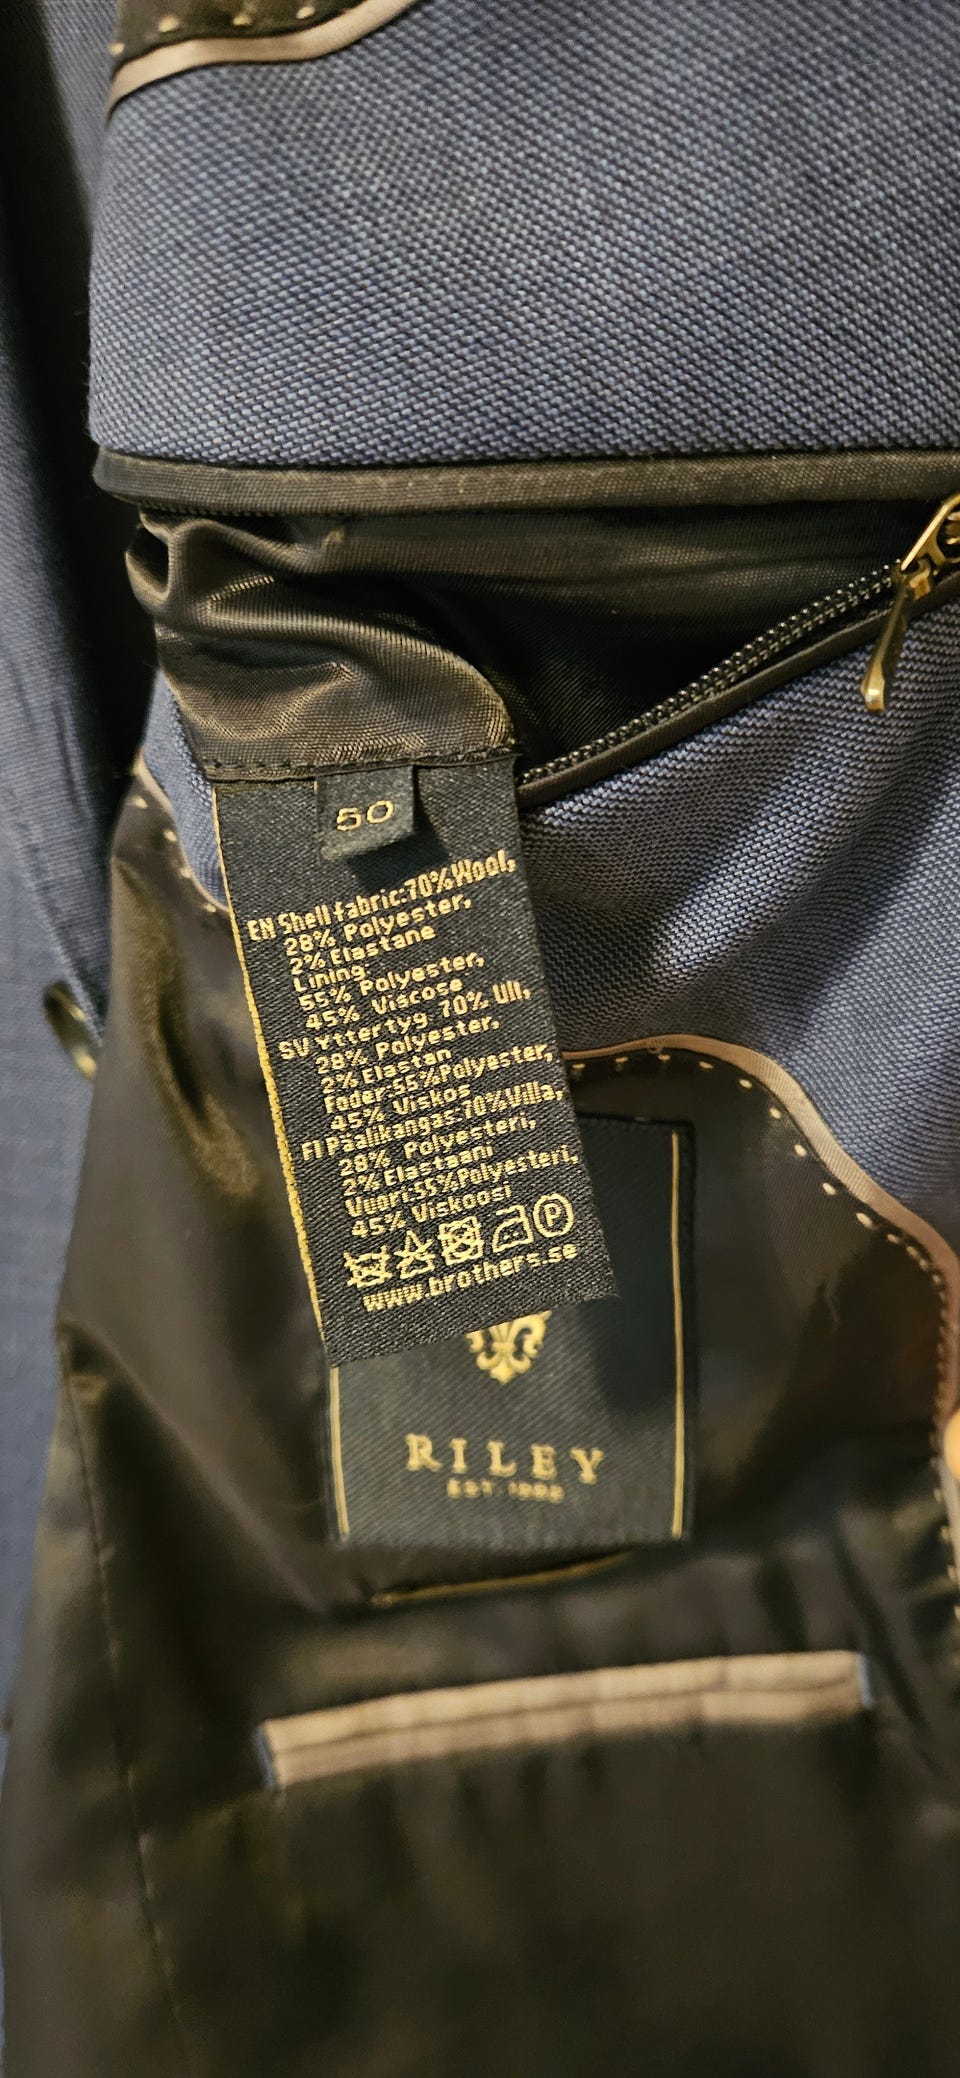 50
EN Shell fabric:70%Wool,
28% Polyester,
2% Elastane
Lining:
55% Polyester,
45% Viscose
SV Yttertyg 70% Ull,
28% Polyester,
2% Elastan
Foder:55%Polyester,
45% Viskos
FI Päälikangas:70%Villa,
28% Polyesteri,
2% Elastaani
Vuori:55%Polyesteri,
45% Viskoosi
P
www.brothers.se
RILEY
EST.